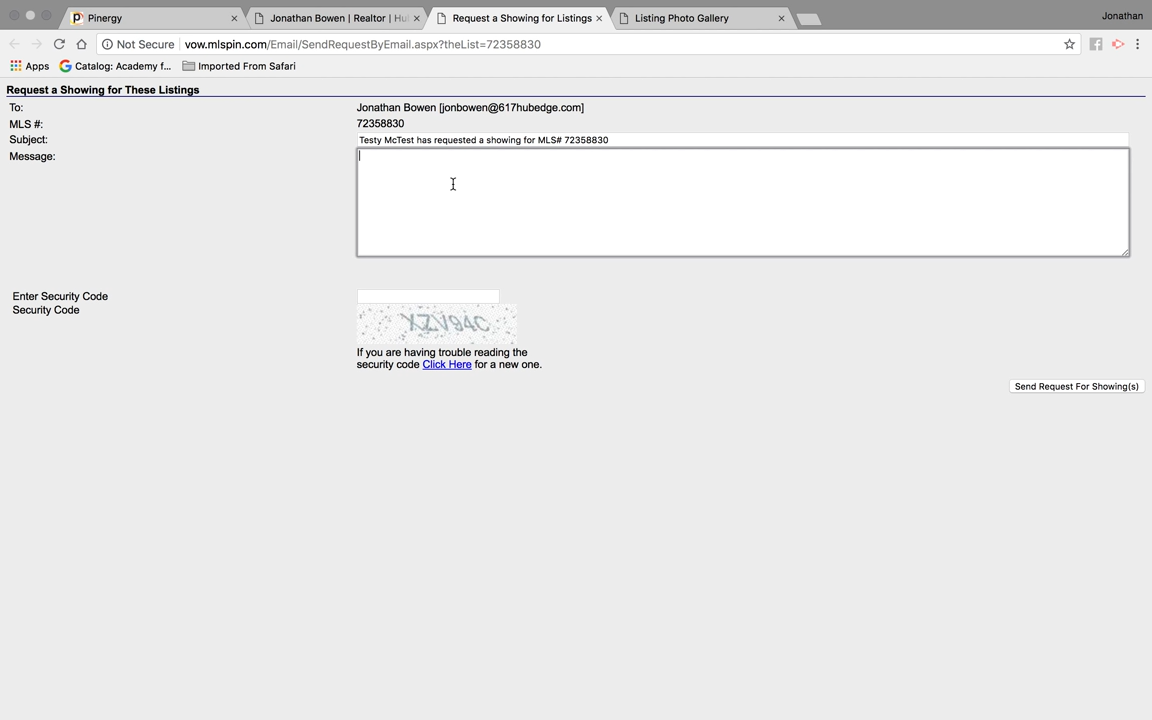 Pinergy
Jonathan Bowen | Realtor | Hu
Request a Showing for Listings
Listing Photo Gallery
Jonathan
Not Secure
vow.mlspin.com/Email/SendRequestByEmail.aspx?theList=72358830
Apps
Catalog: Academy f...
Imported From Safari
Request a Showing for These Listings
To:
Jonathan Bowen [jonbowen@617hubedge.com]
MLS #:
72358830
Subject:
Testy McTest has requested a showing for MLS# 72358830
Message:
Enter Security Code
Security Code
If you are having trouble reading the
security code Click Here for a new one.
Send Request For Showing(s)